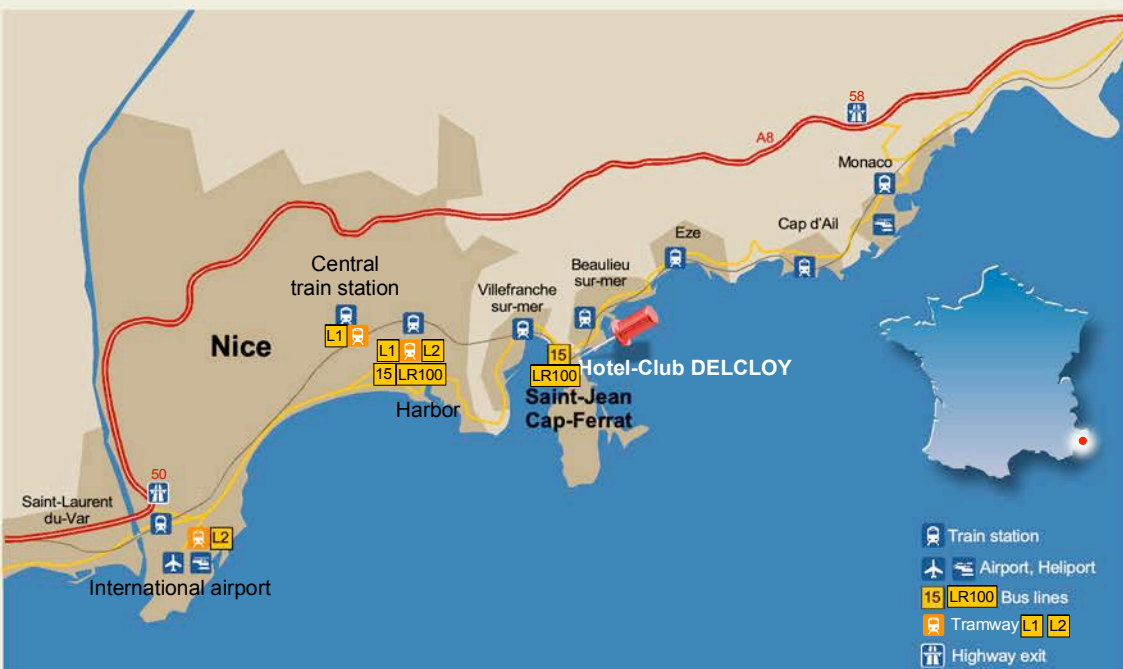 58
A8
Monaco
Cap d'Ail
Eze
Beaulieu
sur-mer
Villefranche
sur-mer
Central
train station
L1
Nice
L1 L2
15 LR100
Harbor
15
LR100
Hotel-Club DELCLOY
Saint-Jean
Cap-Ferrat
50
Saint-Laurent
du-Var
L2
International airport
Train station
Airport, Heliport
15 LR100 Bus lines
Tramway L1 L2
Highway exit